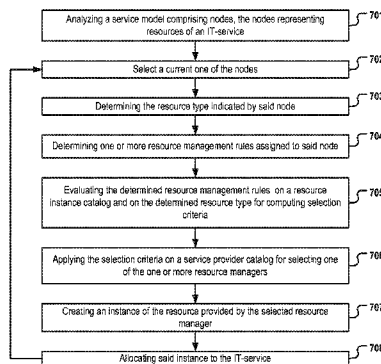 Analyzing a service model comprising nodes, the nodes representing
resources of an IT-service
701
Select a current one of the nodes
702
Determining the resource type indicated by said node
703
Determining one or more resource management rules assigned to said node
704
Evaluating the determined resource management rules on a resource
instance catalog and on the determined resource type for computing selection
criteria
705
Applying the selection criteria on a service provider catalog for selecting one
of the one or more resource managers
706
Creating an instance of the resource provided by the selected resource
manager
707
Allocating said instance to the IT-service
708